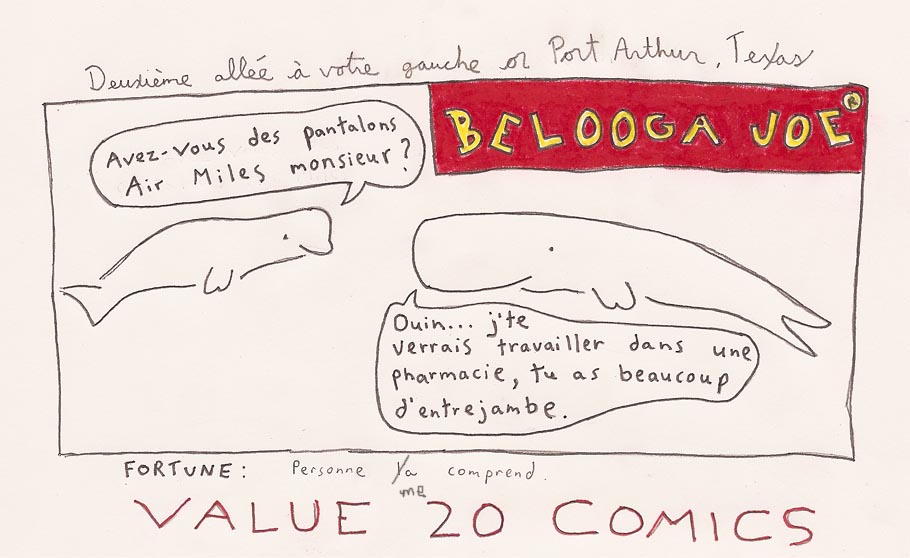 Deuxième allée à votre gauche or Port Arthur, Texas
BELOOGA JOE ®
Avez-vous des pantalons
Air Miles monsieur?
Ouin... j'te
verrais travailler dans une
pharmacie, tu as beaucoup
d'entrejambe.
FORTUNE: Personne comprend.
me
VALUE 20 COMICS